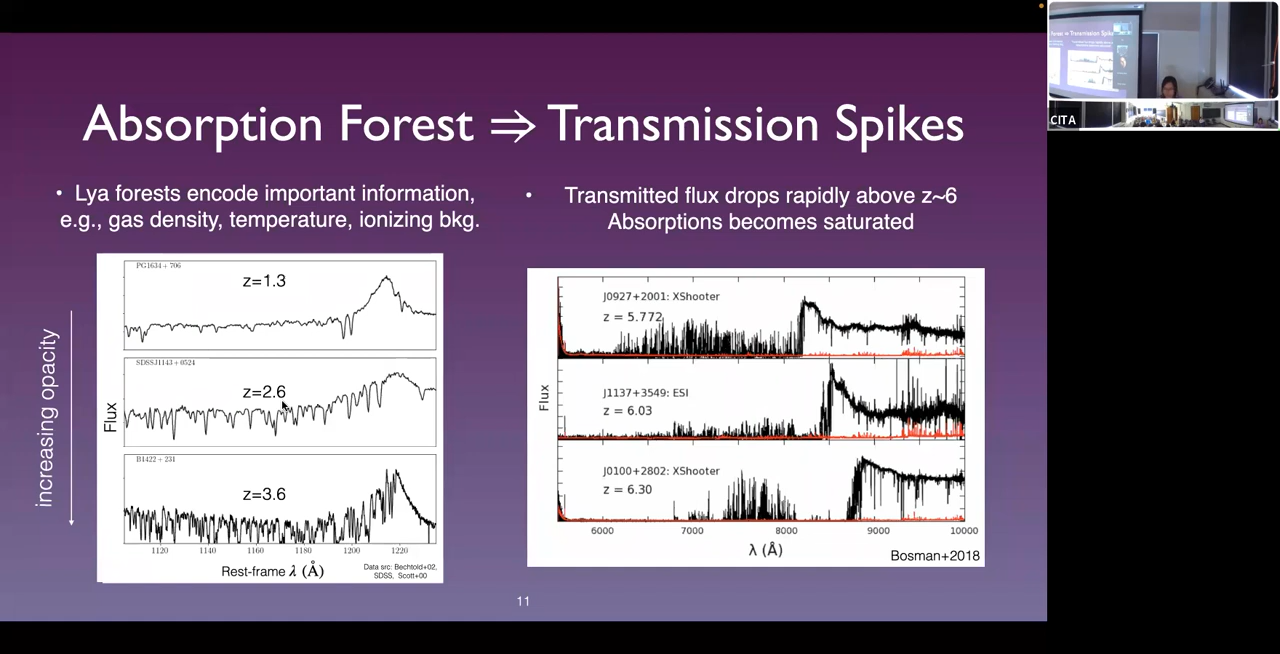 Absorption Forest ⇒ Transmission Spikes
• Lya forests encode important information,
e.g., gas density, temperature, ionizing bkg.
• Transmitted flux drops rapidly above z~6
Absorptions becomes saturated
increasing opacity
Flux
PG1634+706
z=1.3
SDSSJ1143+0524
z=2.6
B1422+231
z=3.6
1120 1140 1160 1180 1200 1220
Rest-frame λ (Å)
Data src: Bechtold+02,
SDSS, Scott+00
Flux
J0927+2001: XShooter
z = 5.772
J1137+3549: ESI
z = 6.03
J0100+2802: XShooter
z = 6.30
6000 7000 8000 9000 10000
λ (Å)
Bosman+2018
11
Forest ⇒ Transmission Spik
CITA